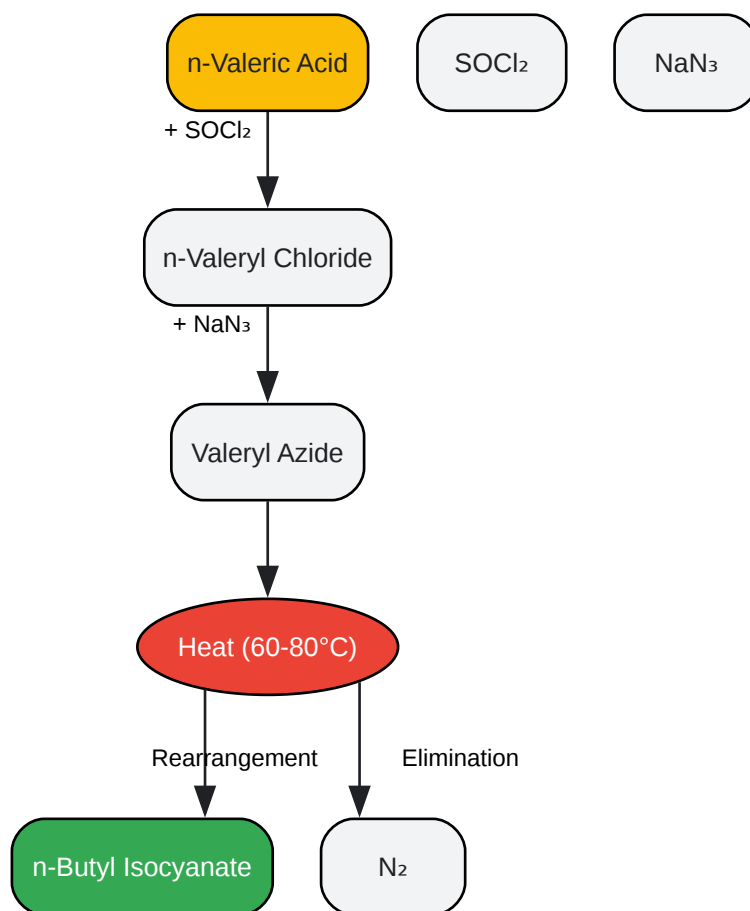 n-Valeric Acid
SOCl₂
NaN₃
+ SOCl₂
n-Valeryl Chloride
+ NaN₃
Valeryl Azide
Heat (60-80°C)
Rearrangement
Elimination
n-Butyl Isocyanate
N₂